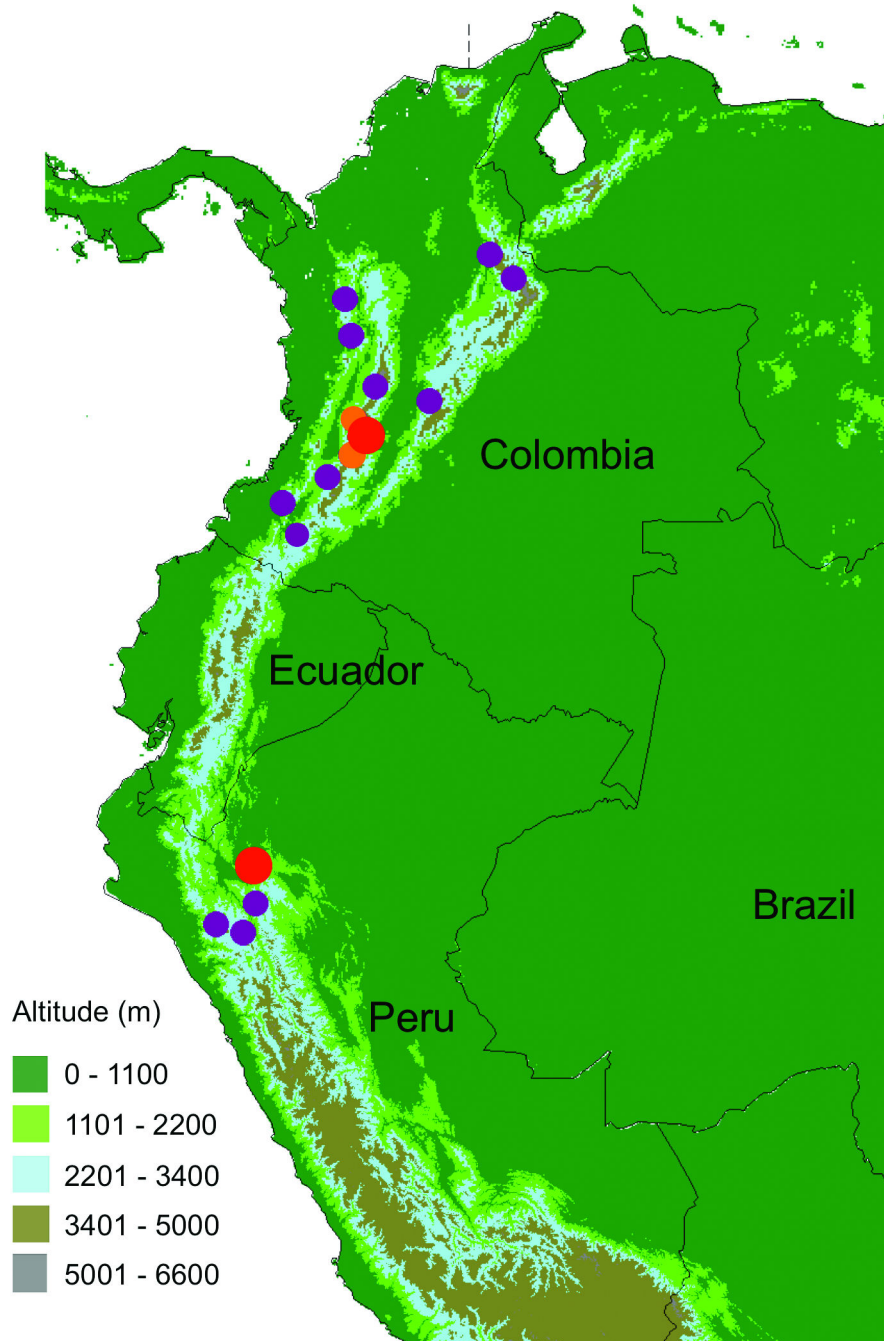 Colombia
Ecuador
Brazil
Peru
Altitude (m)
0 - 1100
1101 - 2200
2201 - 3400
3401 - 5000
5001 - 6600